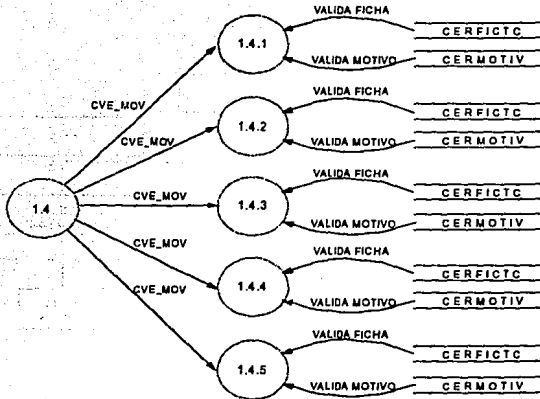 VALIDA FICHA
CERFICTC
1.4.1
VALIDA MOTIVO
CERMOTIV
CVE_MOV
VALIDA FICHA
CERFICTC
1.4.2
CVE_MOV
VALIDA MOTIVO
CERMOTIV
VALIDA FICHA
CERFICTC
1.4
CVE_MOV
1.4.3
VALIDA MOTIVO
CERMOTIV
CVE_MOV
VALIDA FICHA
CERFICTC
1.4.4
CVE_MOV
VALIDA MOTIVO
CERMOTIV
VALIDA FICHA
CERFICTC
1.4.5
VALIDA MOTIVO
CERMOTIV